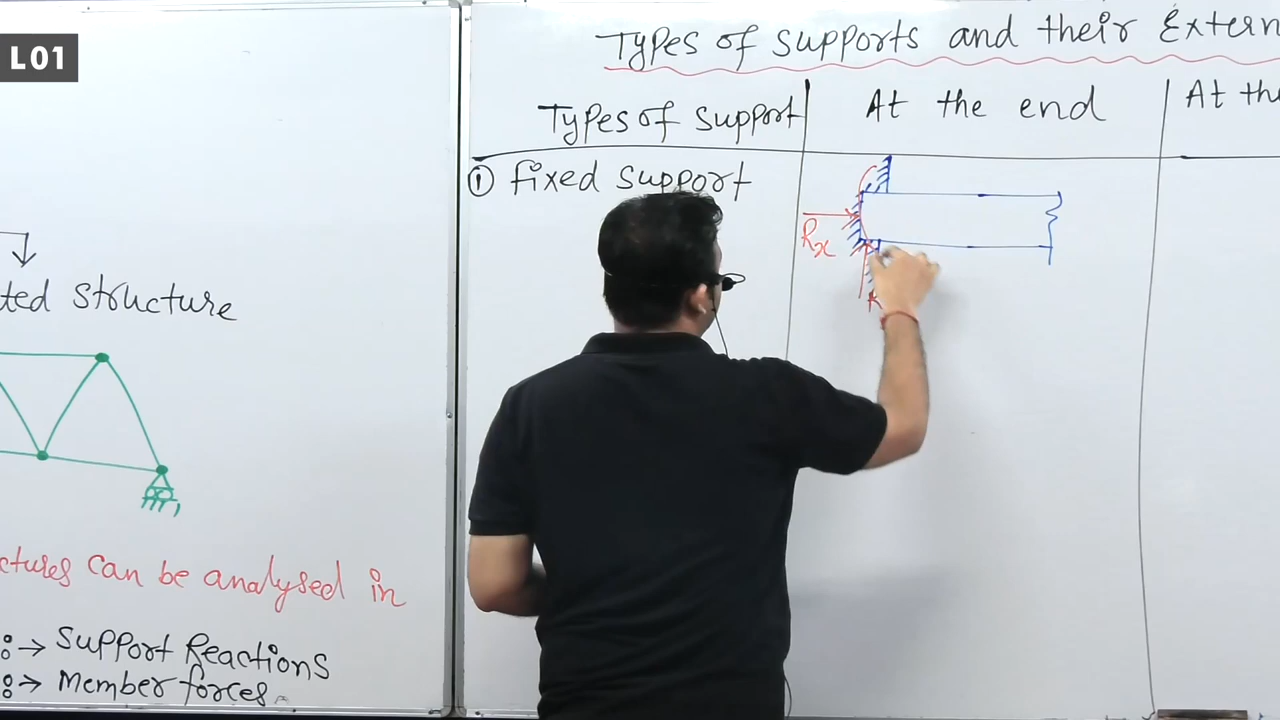 L01
ted structure
ctures can be analysed in
:→ Support Reactions
:→ Member forces
Types of supports and their Extern
Types of support
At the end
At the
① fixed support
Rx